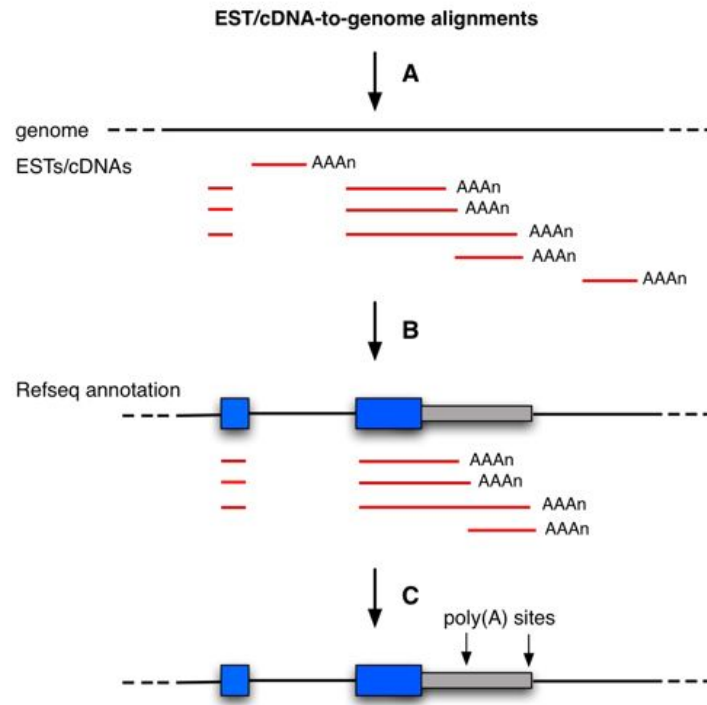 EST/cDNA-to-genome alignments
A
genome
ESTs/cDNAs
AAAn
AAAn
AAAn
AAAn
AAAn
AAAn
B
Refseq annotation
AAAn
AAAn
AAAn
AAAn
C
poly(A) sites